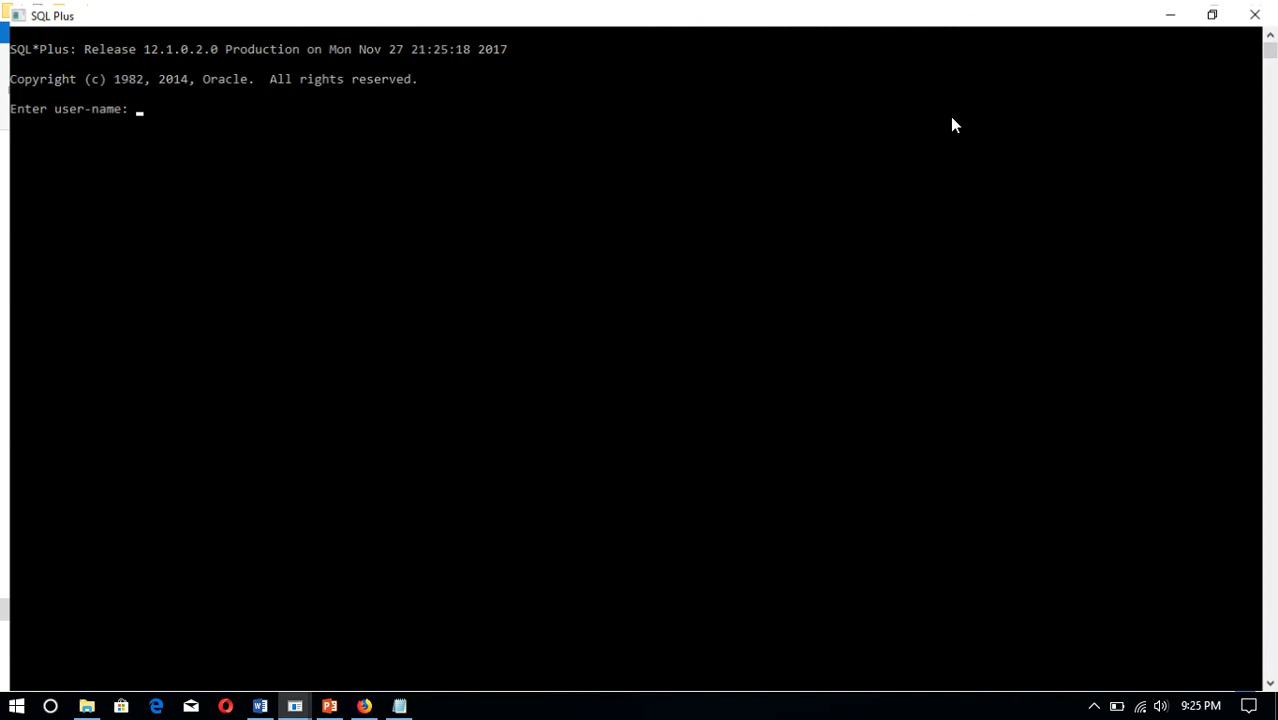 SQL Plus
SQL*Plus: Release 12.1.0.2.0 Production on Mon Nov 27 21:25:18 2017
Copyright (c) 1982, 2014, Oracle.  All rights reserved.
Enter user-name:
9:25 PM